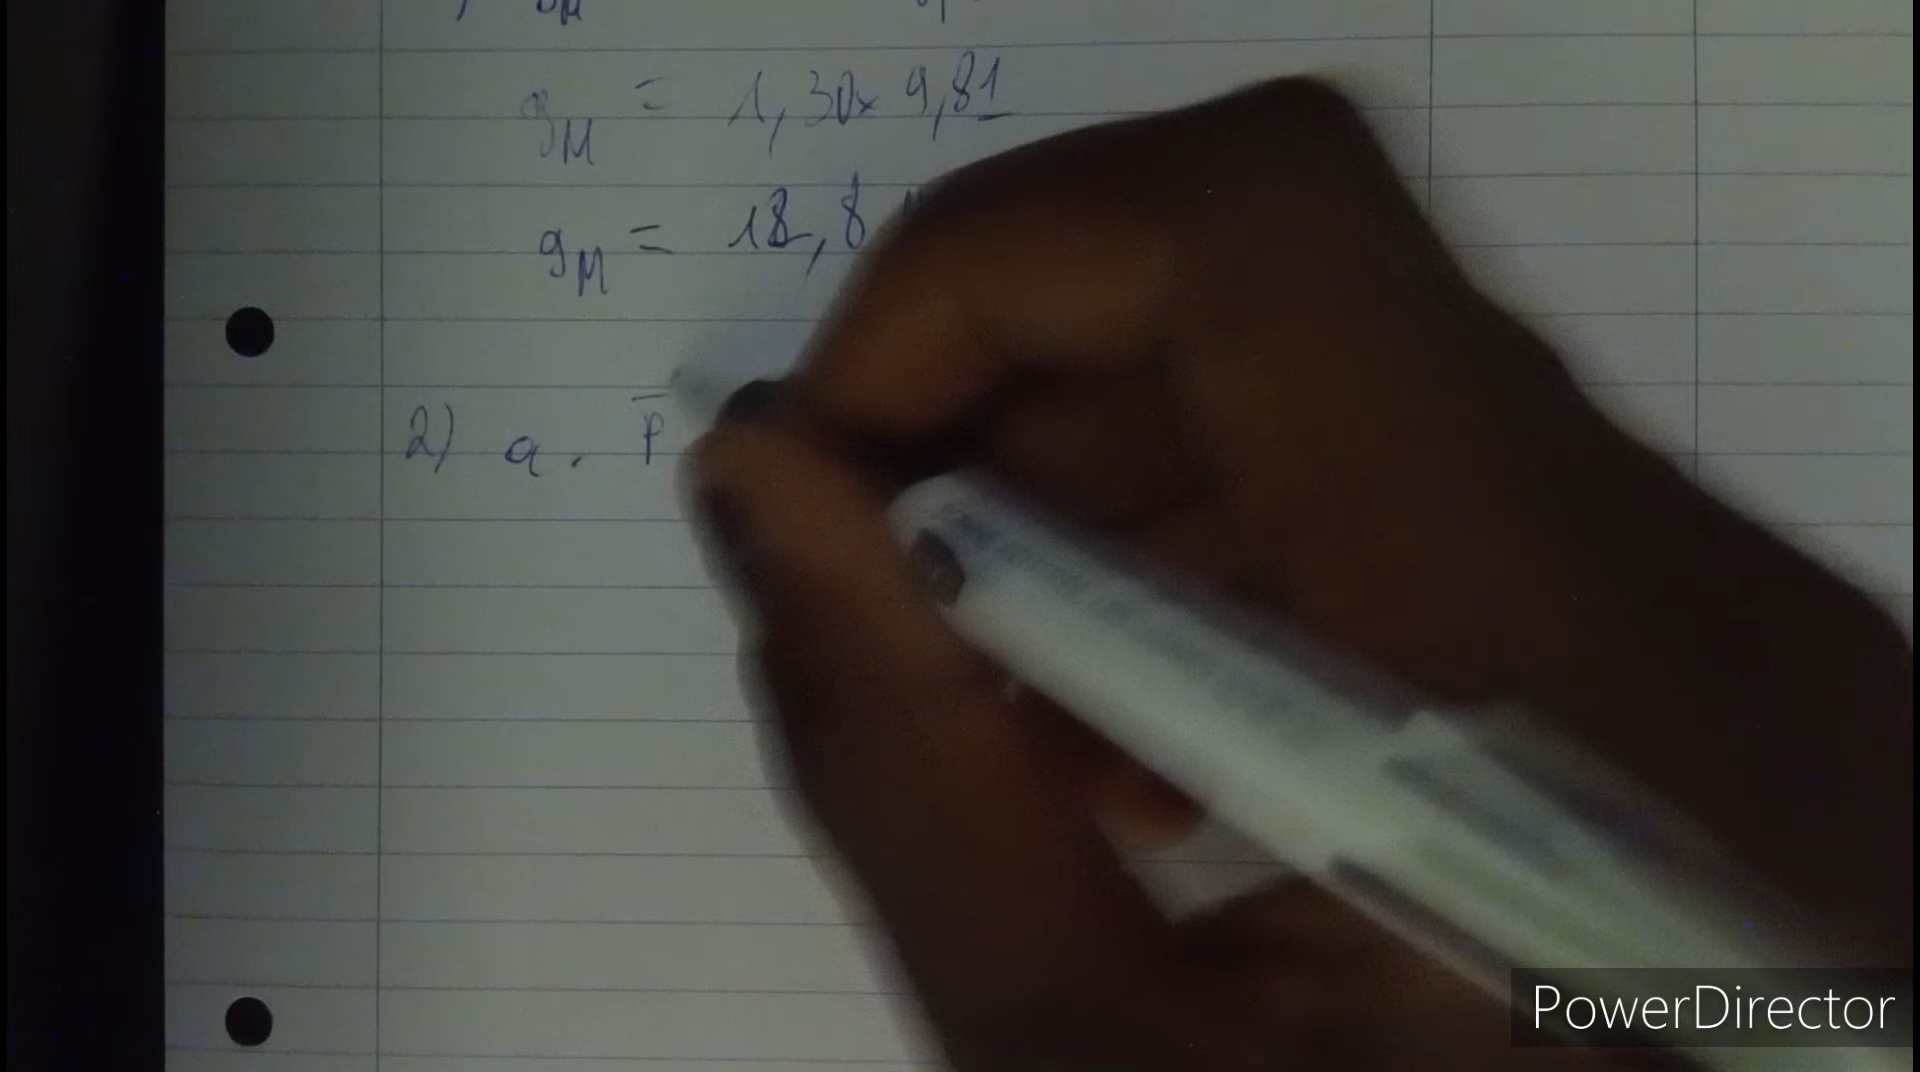 g_M = 1,30 x 9,81
g_M = 12,8
2) a. P
PowerDirector